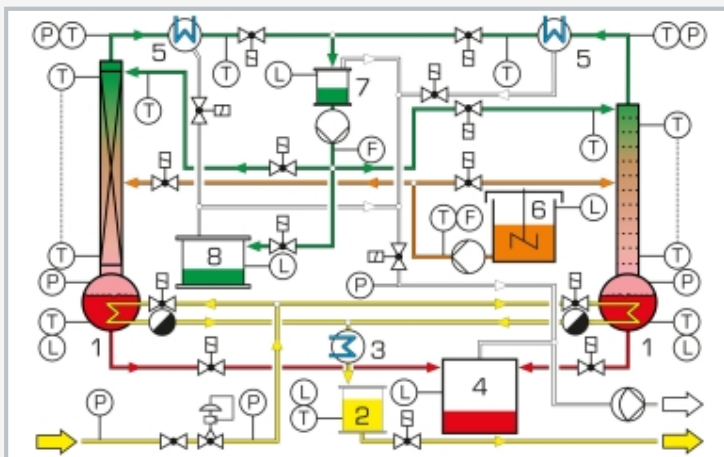 P T 5 T L 7 T 5 T P
T T F T T
6 L
T F
T 8 L T
P P P
T 3 T
L 1 1 L
P P L T 2 L 4